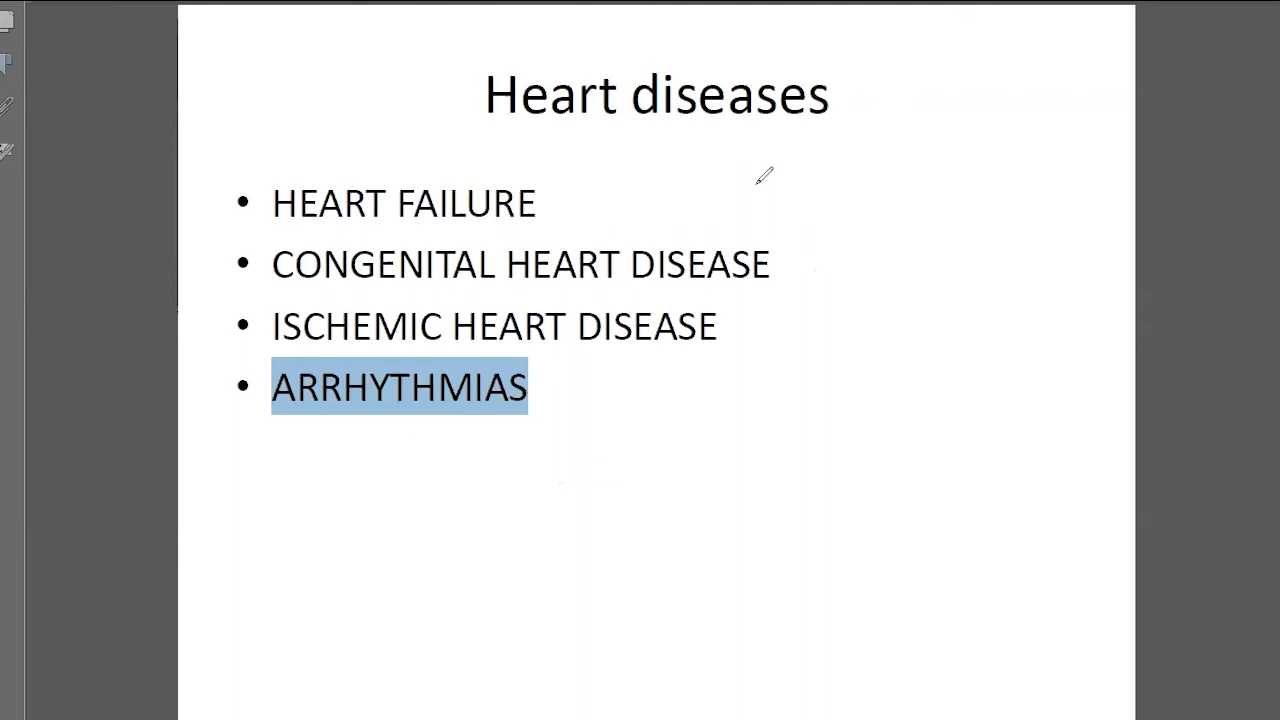 Heart diseases
• HEART FAILURE
• CONGENITAL HEART DISEASE
• ISCHEMIC HEART DISEASE
• ARRHYTHMIAS